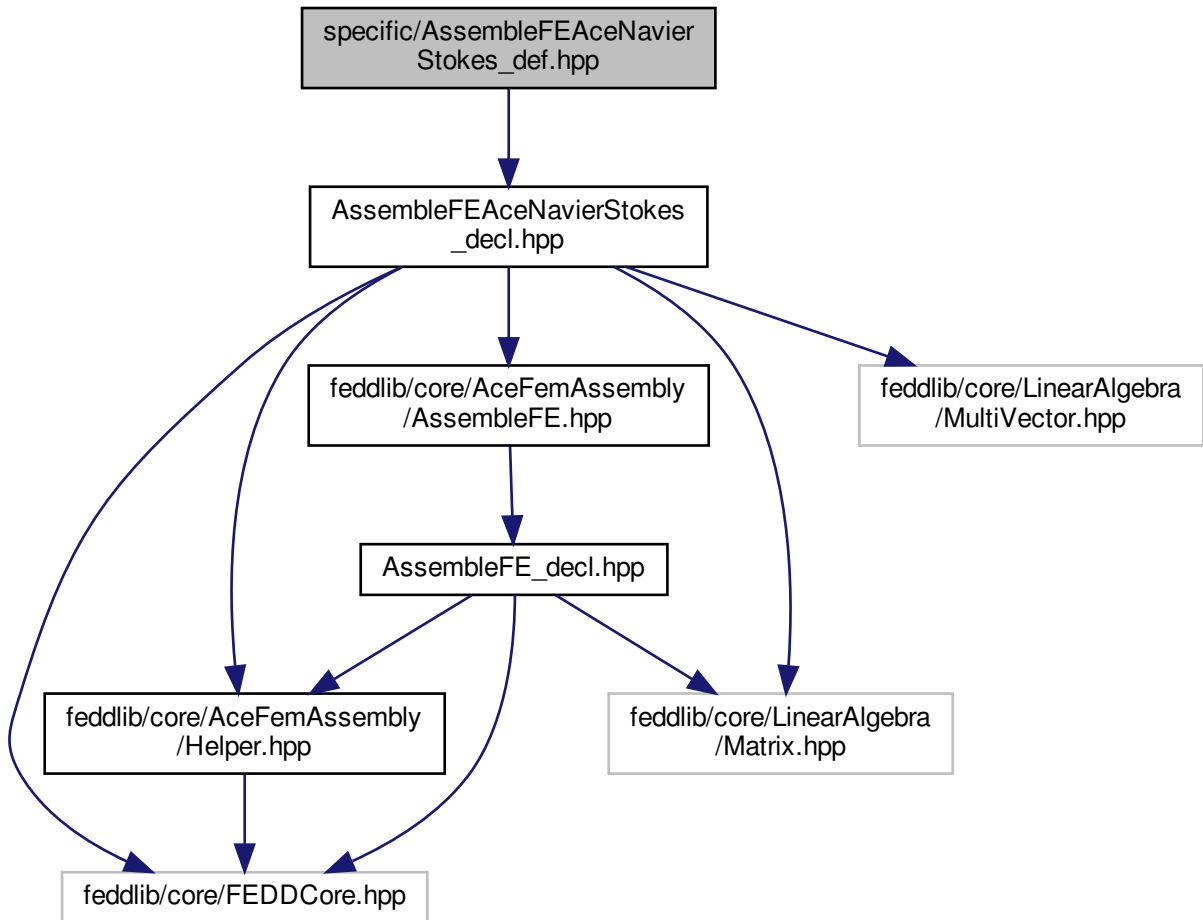 specific/AssembleFEAceNavier
Stokes_def.hpp
AssembleFEAceNavierStokes
_decl.hpp
feddlib/core/AceFemAssembly
/AssembleFE.hpp
feddlib/core/LinearAlgebra
/MultiVector.hpp
AssembleFE_decl.hpp
feddlib/core/AceFemAssembly
/Helper.hpp
feddlib/core/LinearAlgebra
/Matrix.hpp
feddlib/core/FEDDCore.hpp